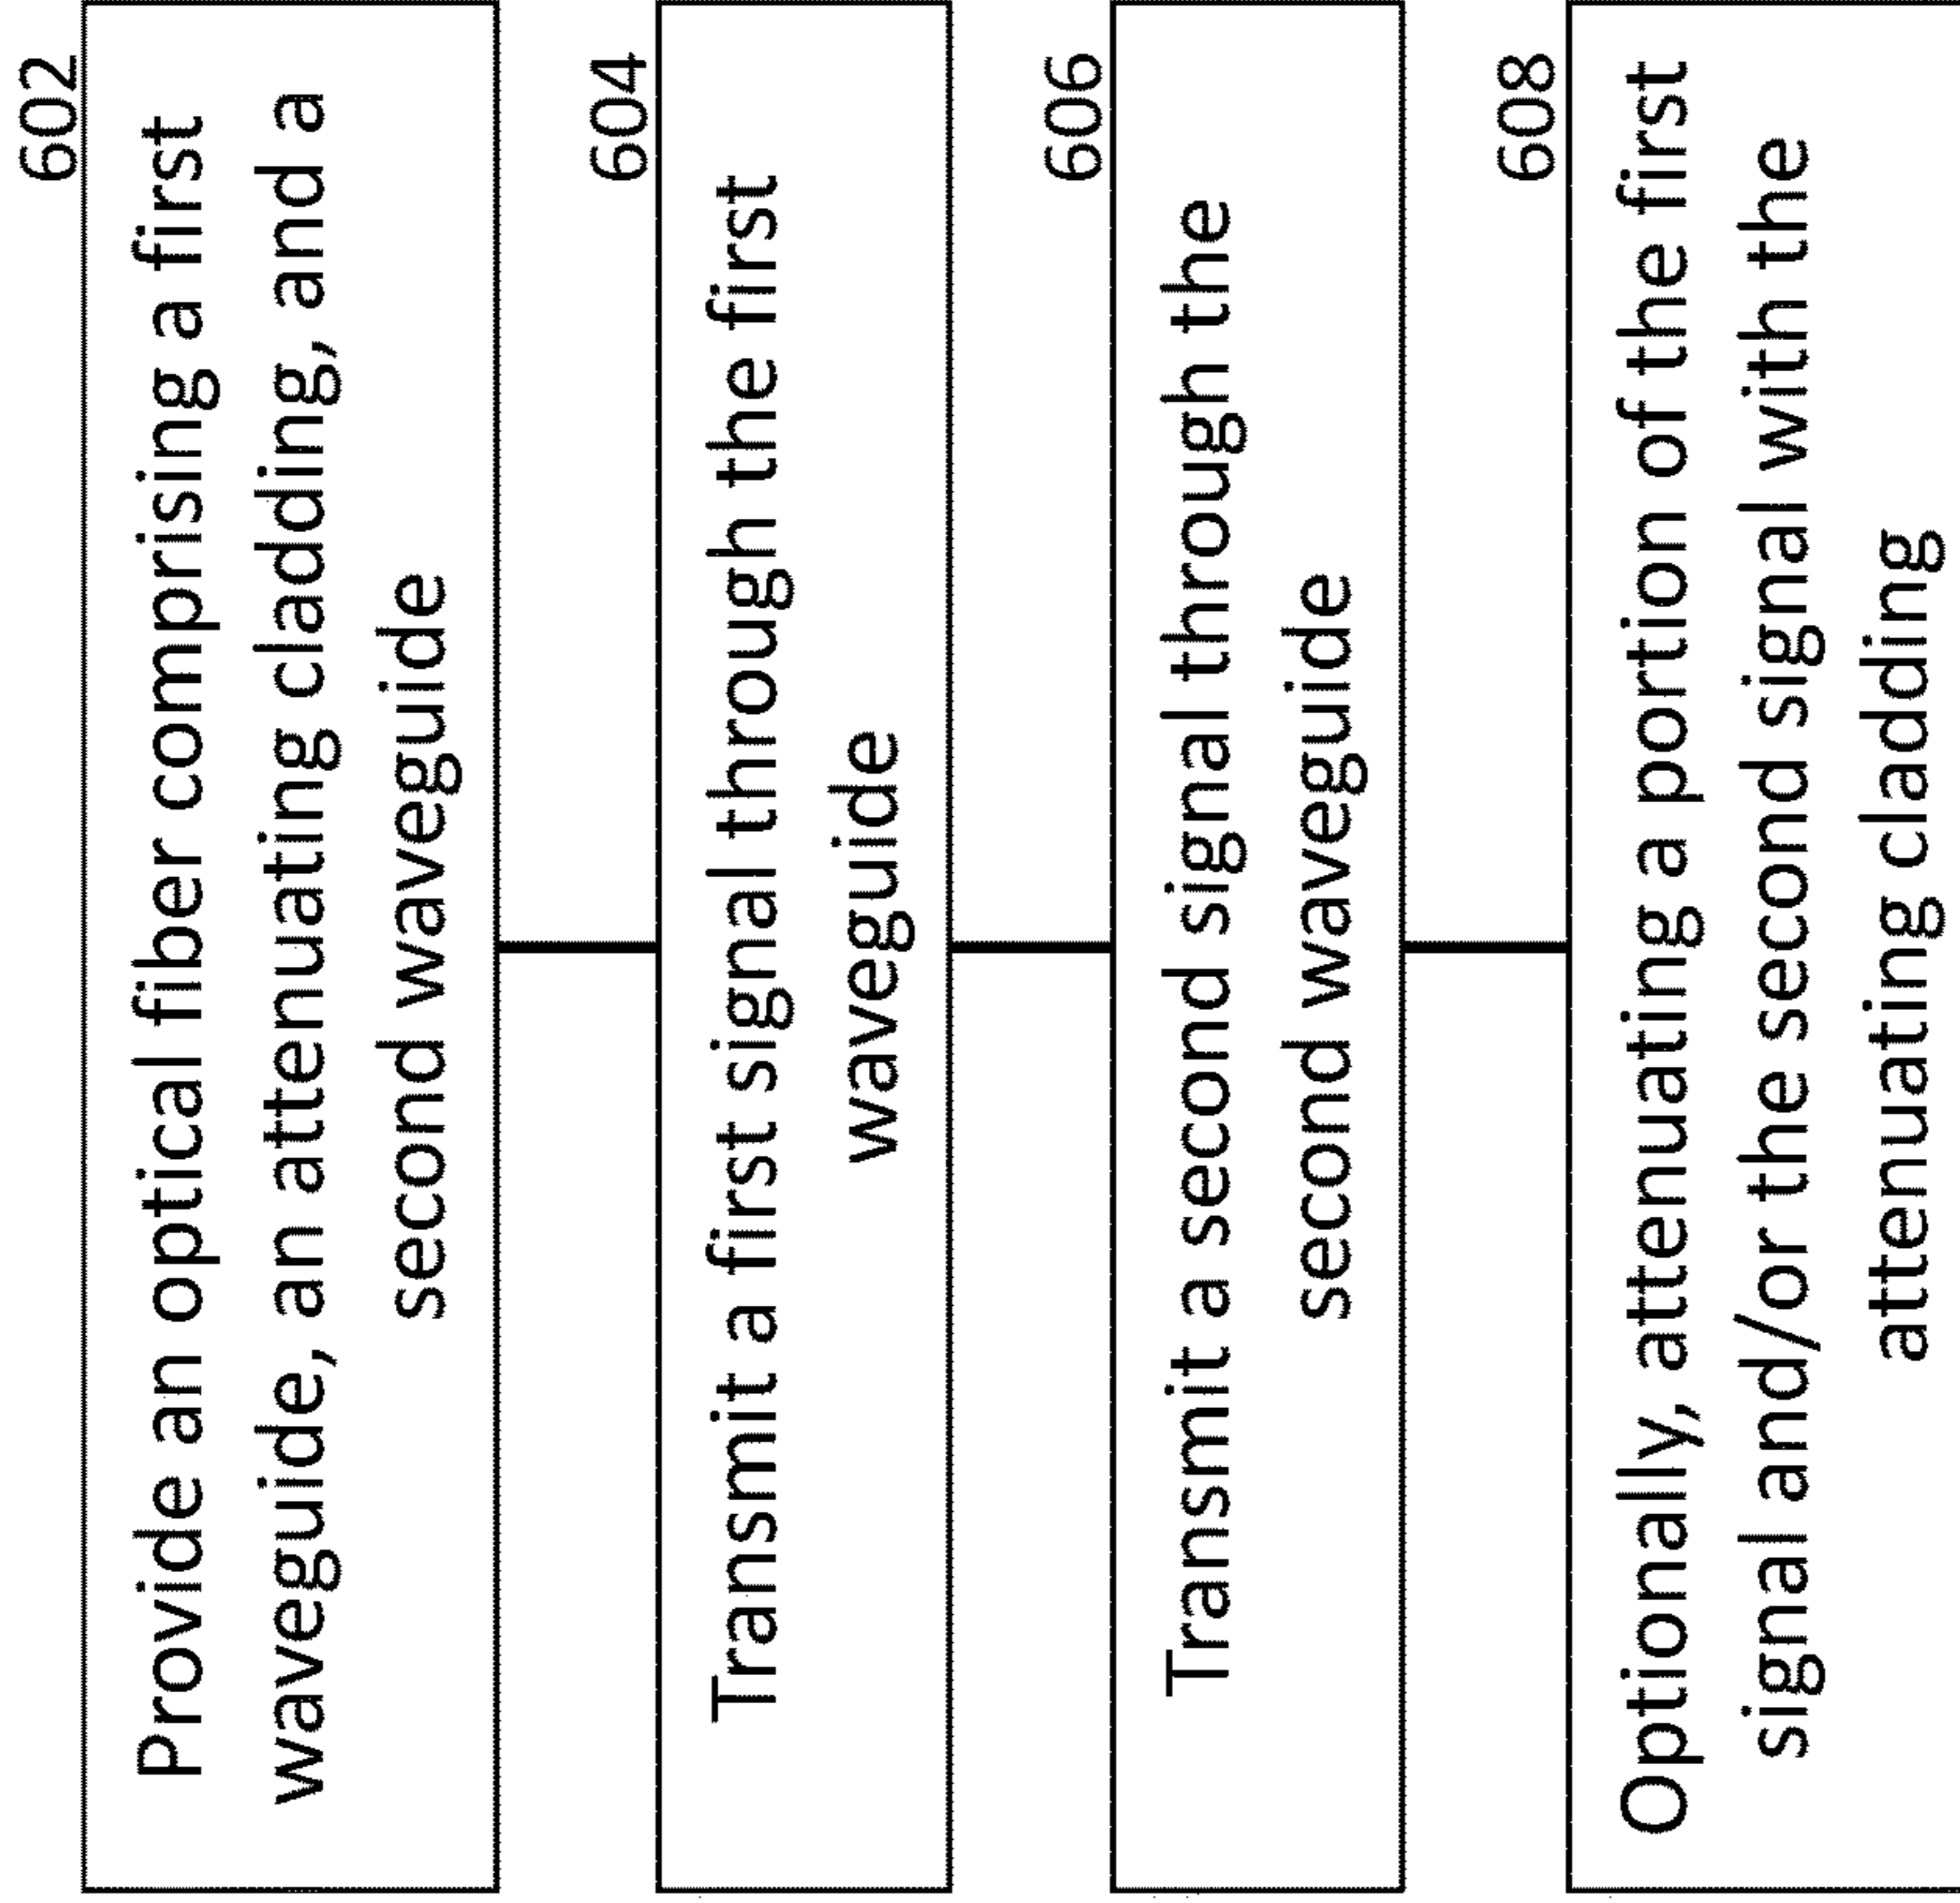 602
Provide an optical fiber comprising a first
waveguide, an attenuating cladding, and a
second waveguide
604
Transmit a first signal through the first
waveguide
606
Transmit a second signal through the
second waveguide
608
Optionally, attenuating a portion of the first
signal and/or the second signal with the
attenuating cladding